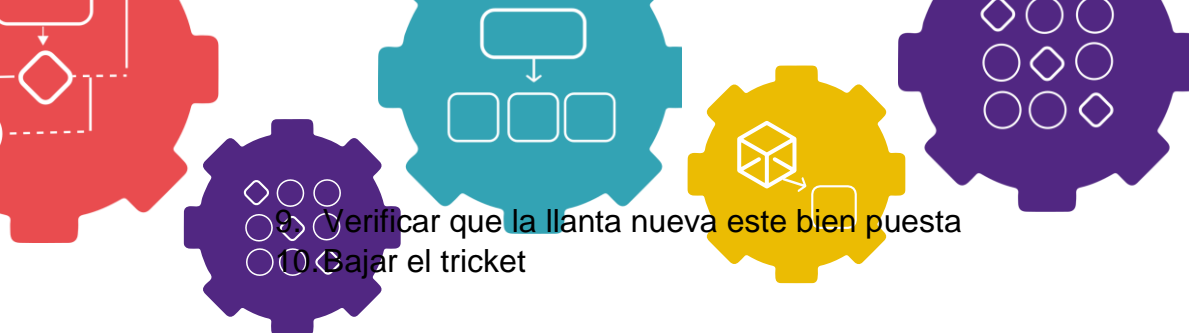 9. Verificar que la llanta nueva este bien puesta
10.Bajar el tricket